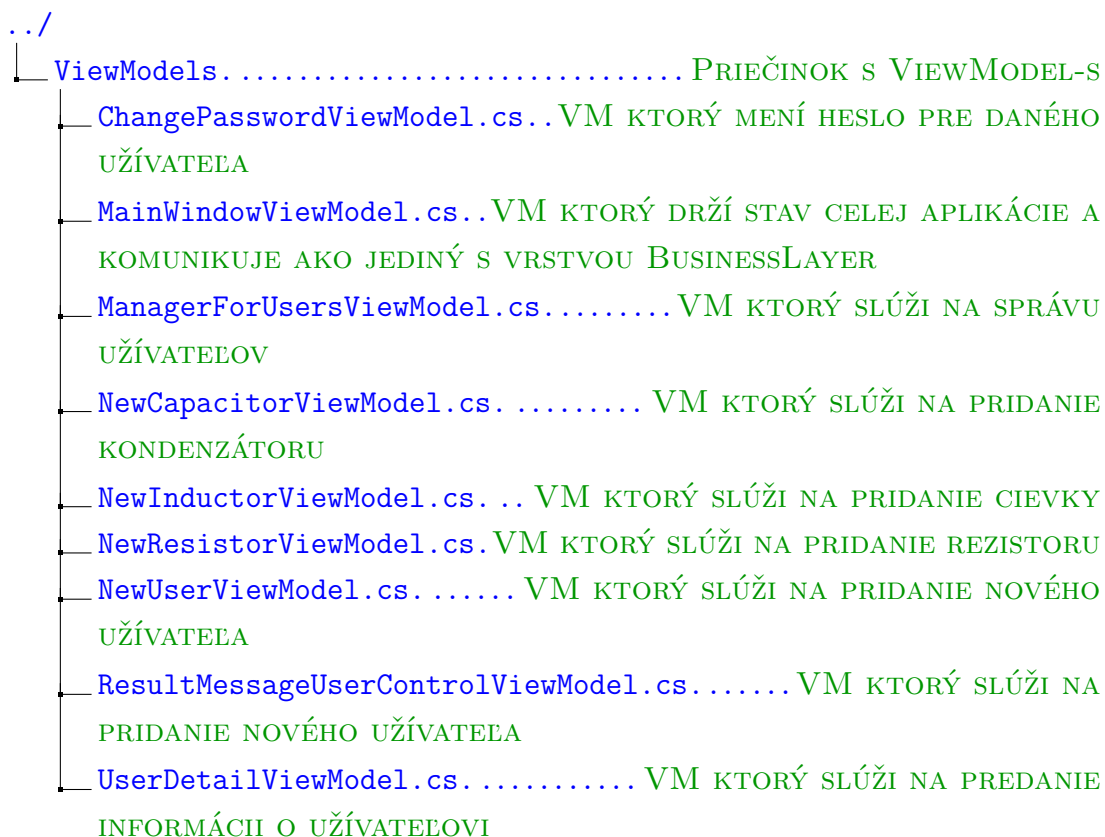 ../
ViewModels. .............................. Priečinok s ViewModel-s
ChangePasswordViewModel.cs..VM ktorý mení heslo pre daného
užívateľa
MainWindowViewModel.cs..VM ktorý drží stav celej aplikácie a
komunikuje ako jediný s vrstvou BusinessLayer
ManagerForUsersViewModel.cs.........VM ktorý slúži na správu
užívateľov
NewCapacitorViewModel.cs. ......... VM ktorý slúži na pridanie
kondenzátoru
NewInductorViewModel.cs. .. VM ktorý slúži na pridanie cievky
NewResistorViewModel.cs.VM ktorý slúži na pridanie rezistoru
NewUserViewModel.cs. ...... VM ktorý slúži na pridanie nového
užívateľa
ResultMessageUserControlViewModel.cs.......VM ktorý slúži na
pridanie nového užívateľa
UserDetailViewModel.cs. ........... VM ktorý slúži na predanie
informácii o užívateľovi